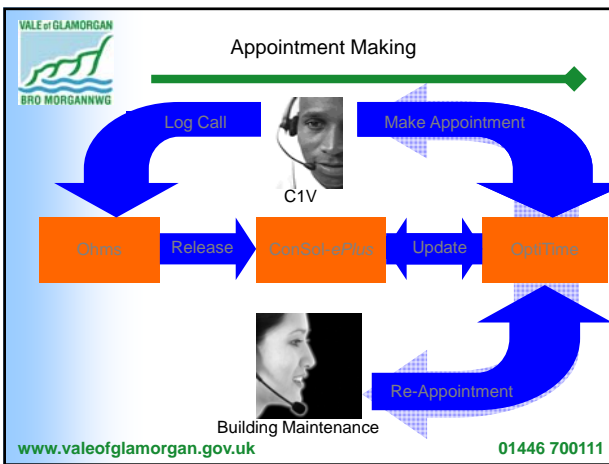 VALE of GLAMORGAN
BRO MORGANNWG
Appointment Making
Log Call
Make Appointment
C1V
Ohms
Release
ConSol-ePlus
Update
OptiTime
Re-Appointment
Building Maintenance
www.valeofglamorgan.gov.uk
01446 700111